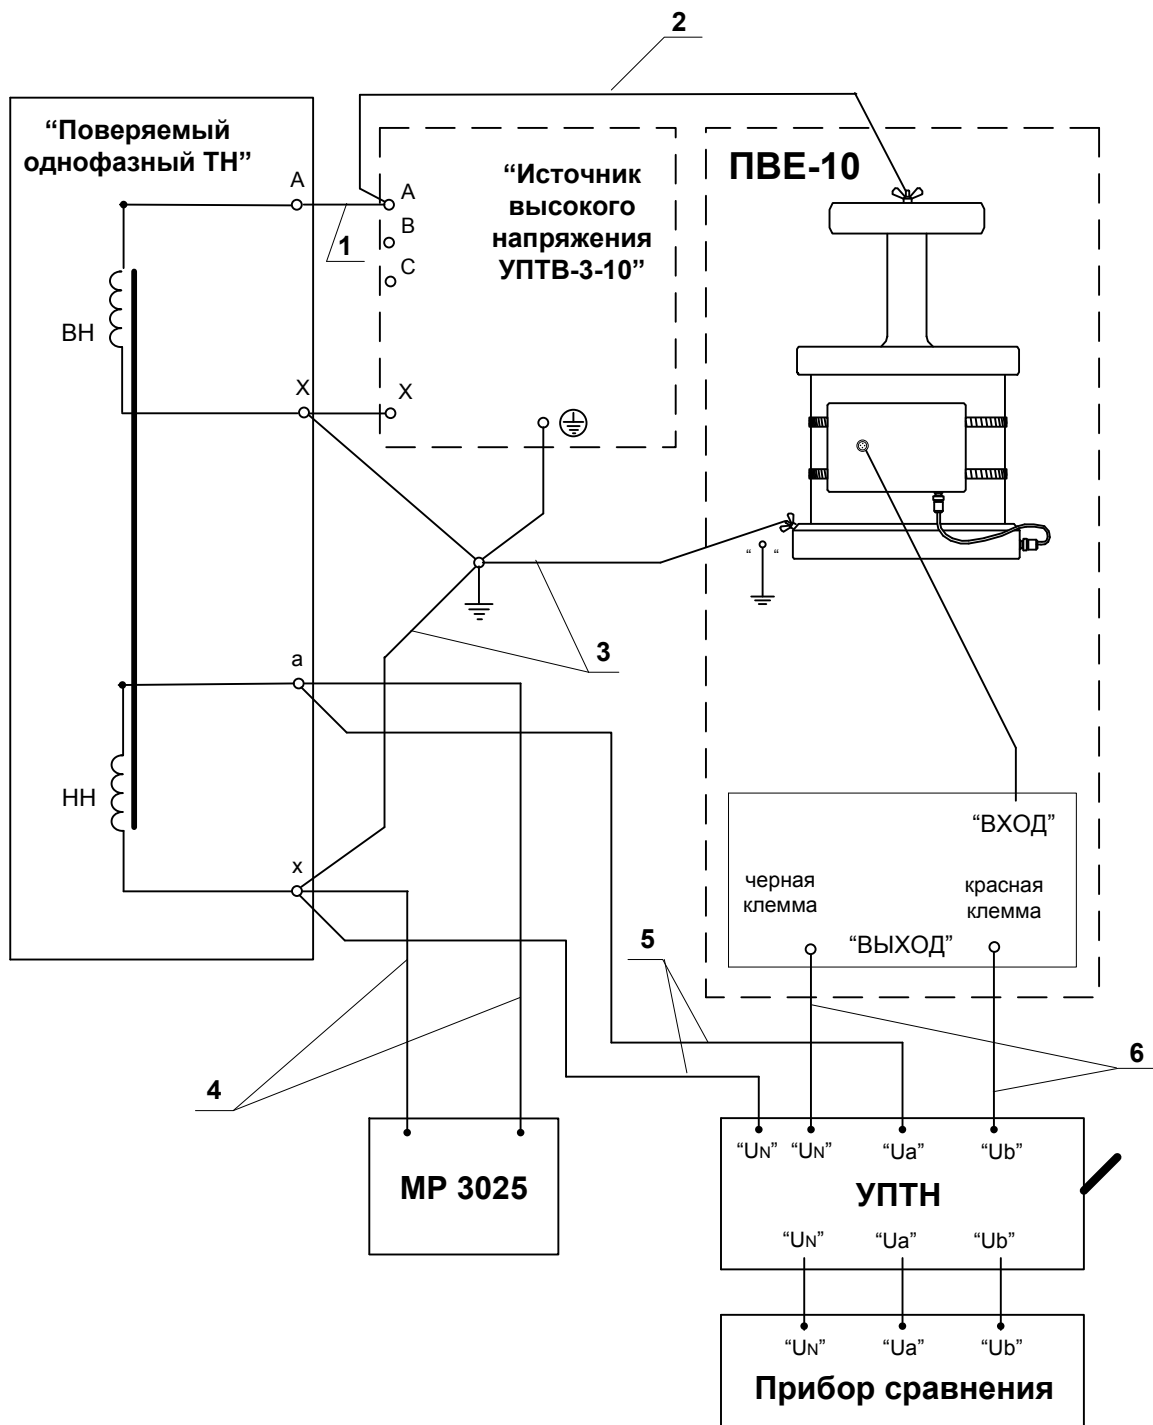 2
“Поверяемый
однофазный ТН”
ПВЕ-10
“Источник
высокого
напряжения
УПТВ-3-10”
A
A
B
C
1
ВН
X
X
“ “
3
a
НН
x
“ВХОД”
черная
клемма
красная
клемма
“ВЫХОД”
5
6
4
“UN” “UN” “Ua” “Ub”
МР 3025
УПТН
“UN” “Ua” “Ub”
“UN” “Ua” “Ub”
Прибор сравнения